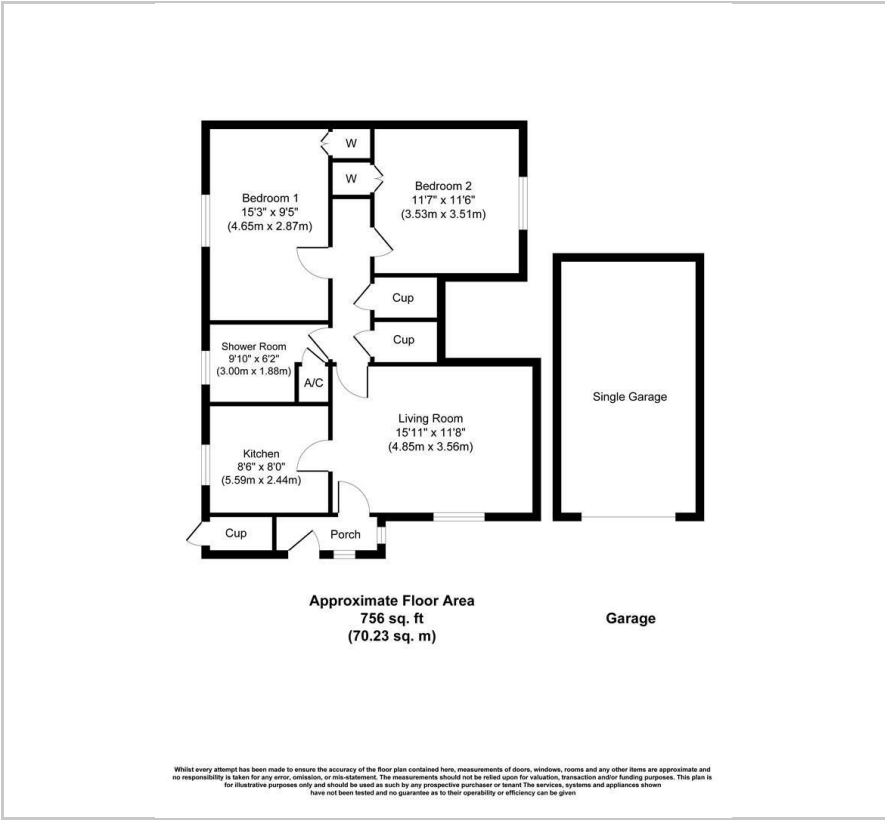 W
W
Bedroom 1
15'3" x 9'5"
(4.65m x 2.87m)
Bedroom 2
11'7" x 11'6"
(3.53m x 3.51m)
Cup
Cup
Shower Room
9'10" x 6'2"
(3.00m x 1.88m)
A/C
Single Garage
Living Room
15'11" x 11'8"
(4.85m x 3.56m)
Kitchen
8'6" x 8'0"
(5.59m x 2.44m)
Cup
Porch
Approximate Floor Area
756 sq. ft
(70.23 sq. m)
Garage
Whilst every attempt has been made to ensure the accuracy of the floor plan contained here, measurements of doors, windows, rooms and any other items are approximate and
no responsibility is taken for any error, omission, or mis-statement. The measurements should not be relied upon for valuation, transaction and/or funding purposes. This plan is
for illustrative purposes only and should be used as such by any prospective purchaser or tenant The services, systems and appliances shown
have not been tested and no guarantee as to their operability or efficiency can be given